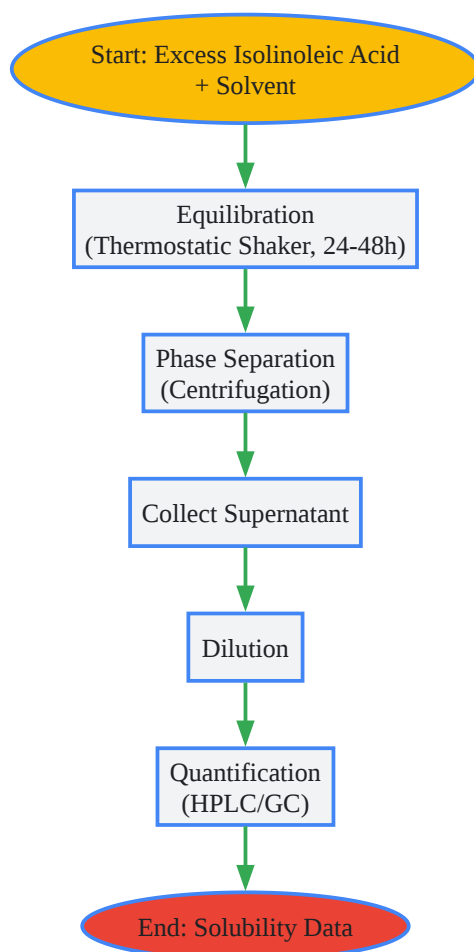 Start: Excess Isolinoleic Acid
+ Solvent
Equilibration
(Thermostatic Shaker, 24-48h)
Phase Separation
(Centrifugation)
Collect Supernatant
Dilution
Quantification
(HPLC/GC)
End: Solubility Data